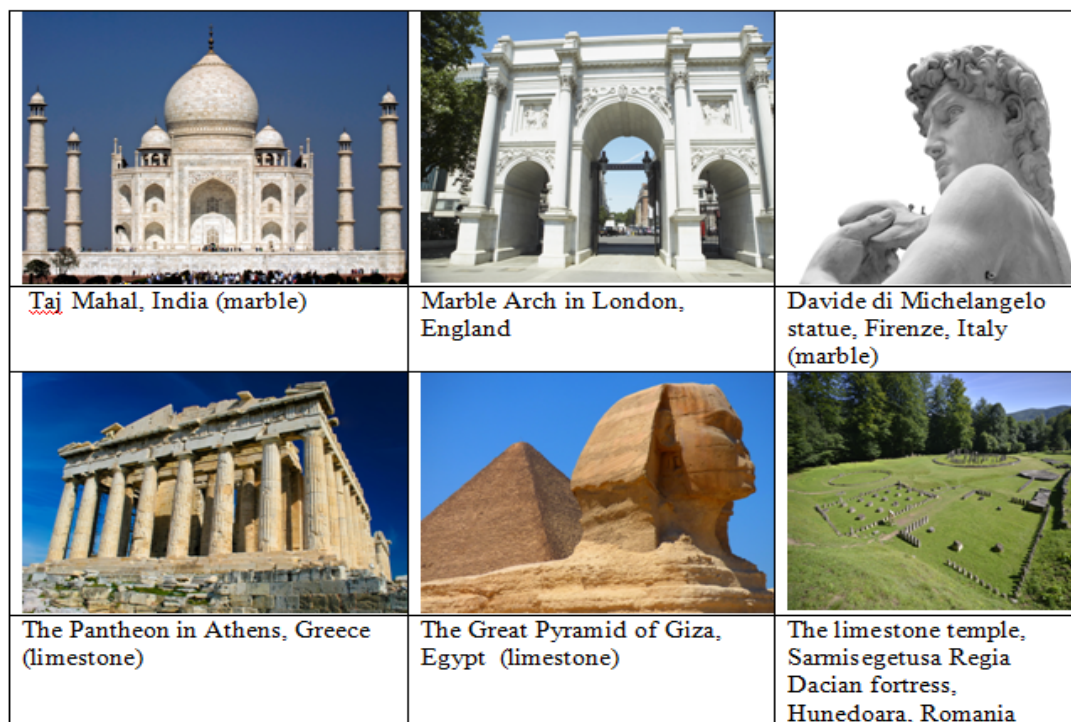 Taj Mahal, India (marble)
Marble Arch in London,
England
Davide di Michelangelo
statue, Firenze, Italy
(marble)
The Pantheon in Athens, Greece
(limestone)
The Great Pyramid of Giza,
Egypt (limestone)
The limestone temple,
Sarmisegetusa Regia
Dacian fortress,
Hunedoara, Romania